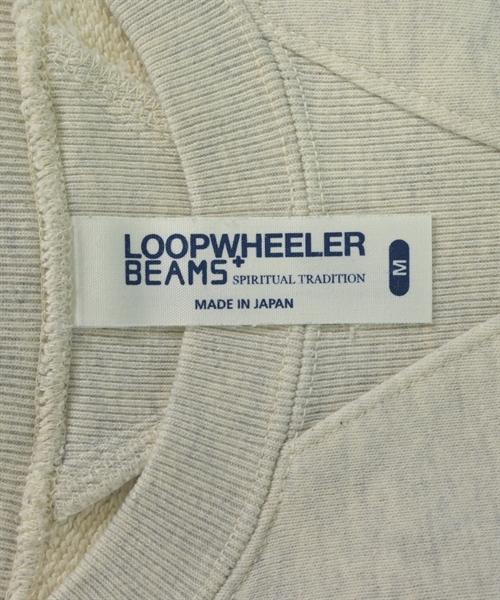 LOOPWHEELER
BEAMS+ SPIRITUAL TRADITION
MADE IN JAPAN
M